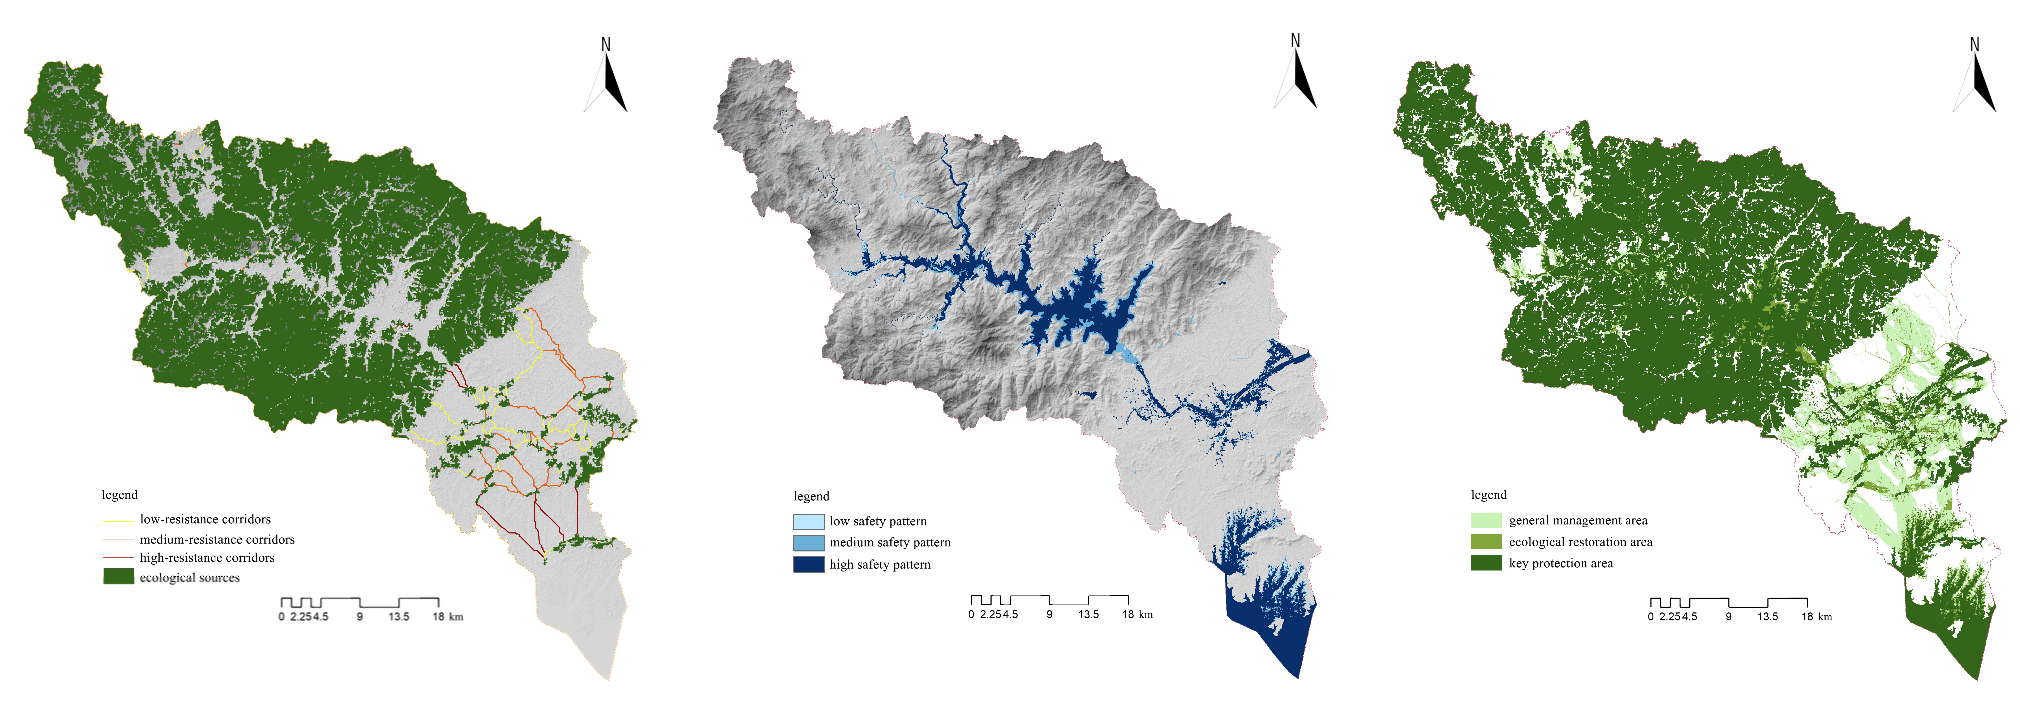 N
legend
low-resistance corridors
medium-resistance corridors
high-resistance corridors
ecological sources
0 2.25 4.5 9 13.5 18 km
N
legend
low safety pattern
medium safety pattern
high safety pattern
0 2.25 4.5 9 13.5 18 km
N
legend
general management area
ecological restoration area
key protection area
0 2.25 4.5 9 13.5 18 km